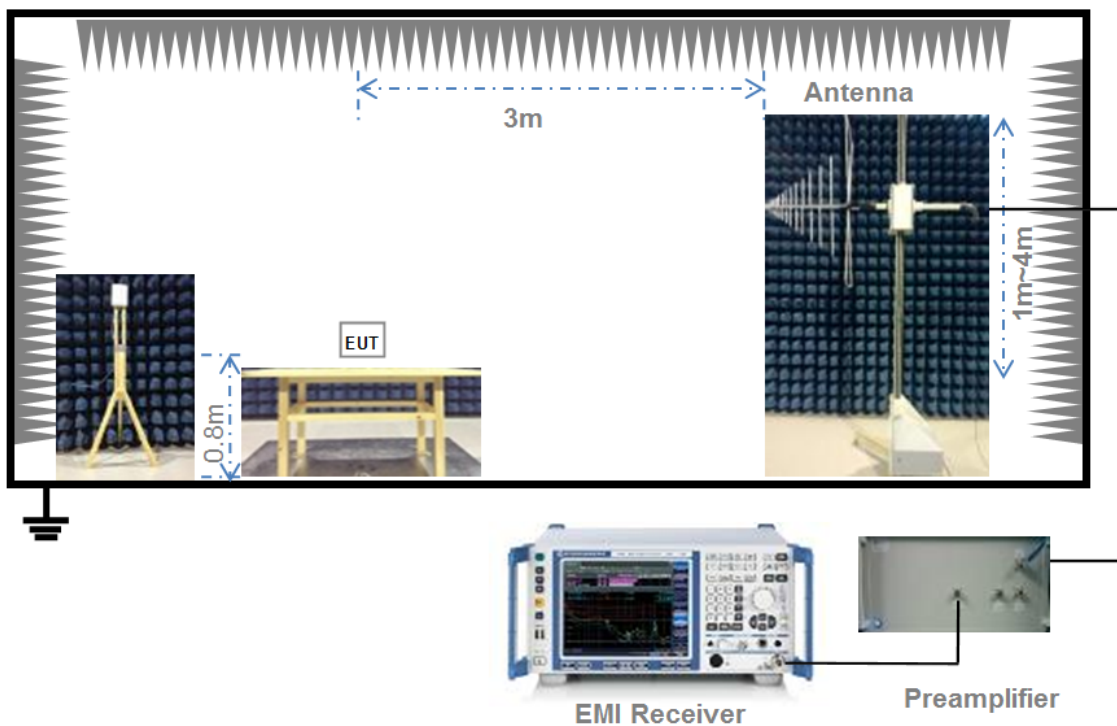 Antenna
3m
1m~4m
EUT
0.8m
EMI Receiver
Preamplifier